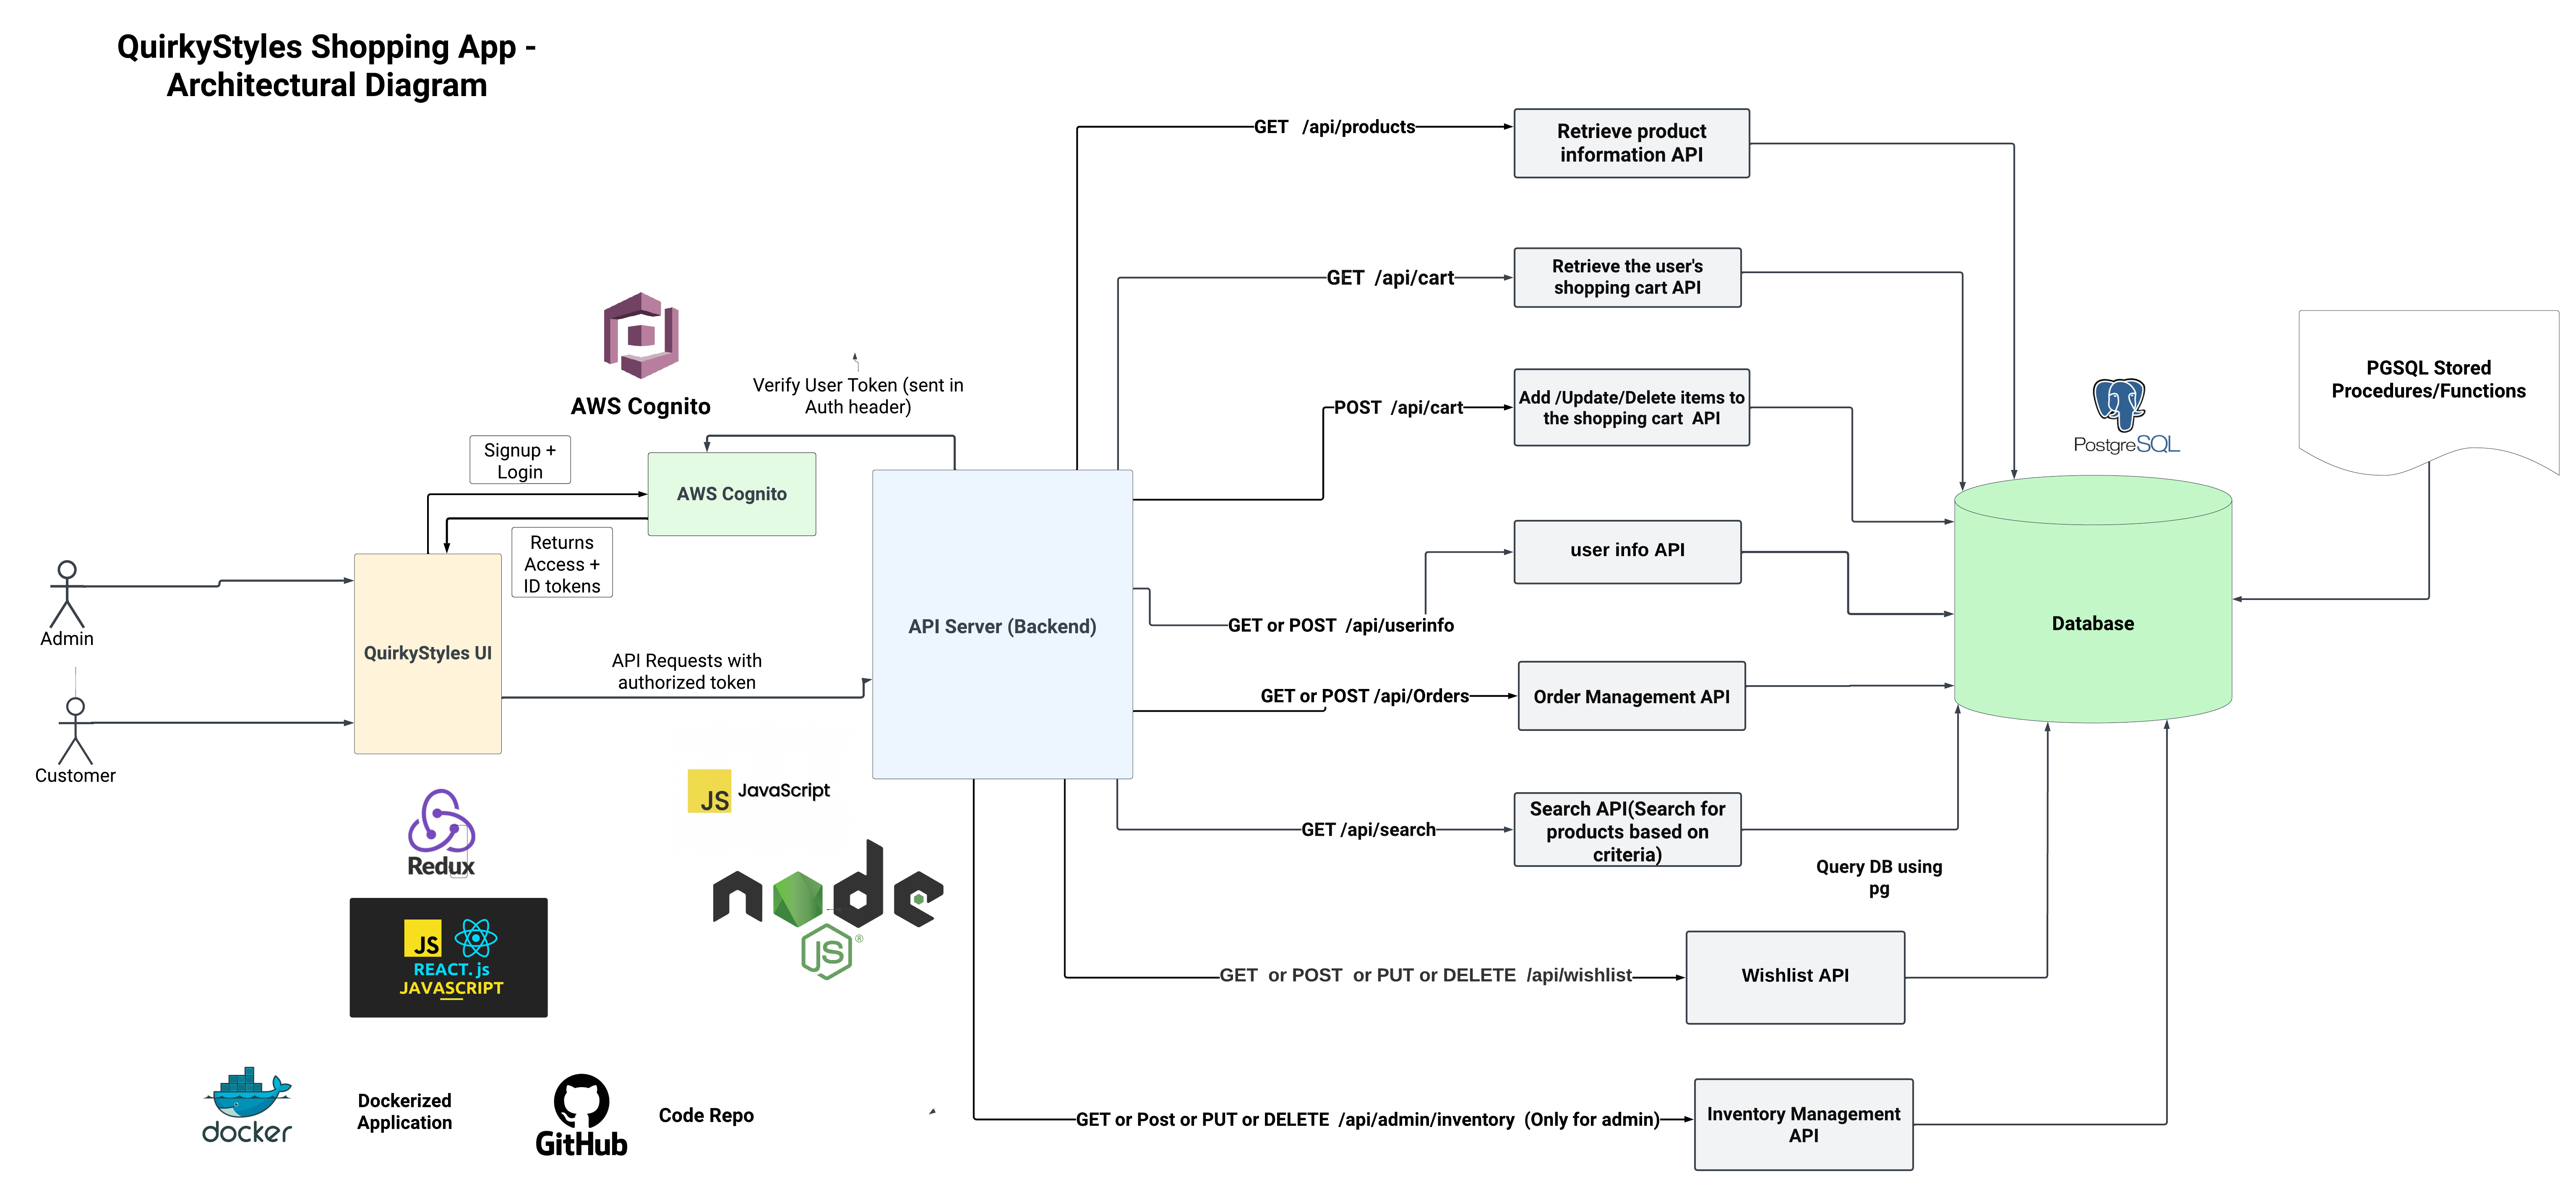 QuirkyStyles Shopping App -
Architectural Diagram
GET /api/products
Retrieve product
information API
GET /api/cart
Retrieve the user's
shopping cart API
AWS Cognito
Verify User Token (sent in
Auth header)
POST /api/cart
Add /Update/Delete items to
the shopping cart API
PGSQL Stored
Procedures/Functions
PostgreSQL
Signup +
Login
AWS Cognito
Returns
Access +
ID tokens
user info API
GET or POST /api/userinfo
Admin
QuirkyStyles UI
API Server (Backend)
Database
API Requests with
authorized token
GET or POST /api/Orders
Order Management API
Customer
JS JavaScript
Redux
GET /api/search
Search API(Search for
products based on
criteria)
Query DB using
pg
node
JS®
JS
REACT.js
JAVASCRIPT
GET or POST or PUT or DELETE /api/wishlist
Wishlist API
docker
Dockerized
Application
GitHub
Code Repo
GET or Post or PUT or DELETE /api/admin/inventory (Only for admin)
Inventory Management
API